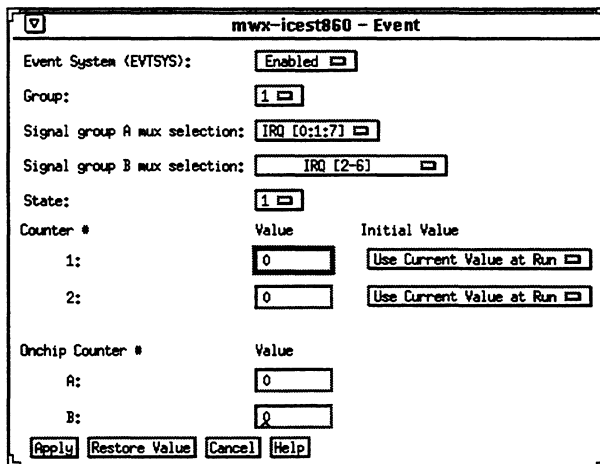 mwx-icest860 - Event
Event System (EVTSYS): Enabled
Group: 1
Signal group A mux selection: IRQ [0:1:7]
Signal group B mux selection: IRQ [2-6]
State: 1
Counter # Value Initial Value
1: 0 Use Current Value at Run
2: 0 Use Current Value at Run
Onchip Counter # Value
A: 0
B: 0
Apply Restore Value Cancel Help